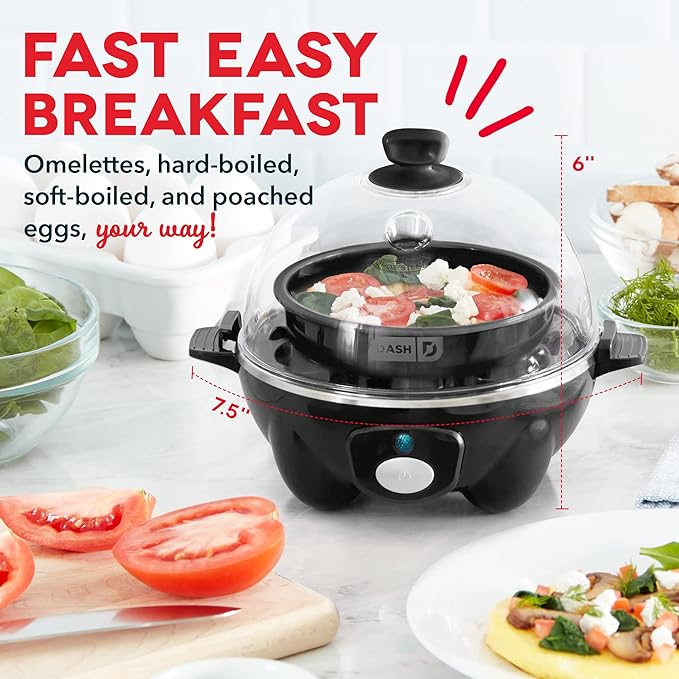 FAST EASY
BREAKFAST
Omelettes, hard-boiled,
soft-boiled, and poached
eggs, your way!
6"
DASH
7.5"